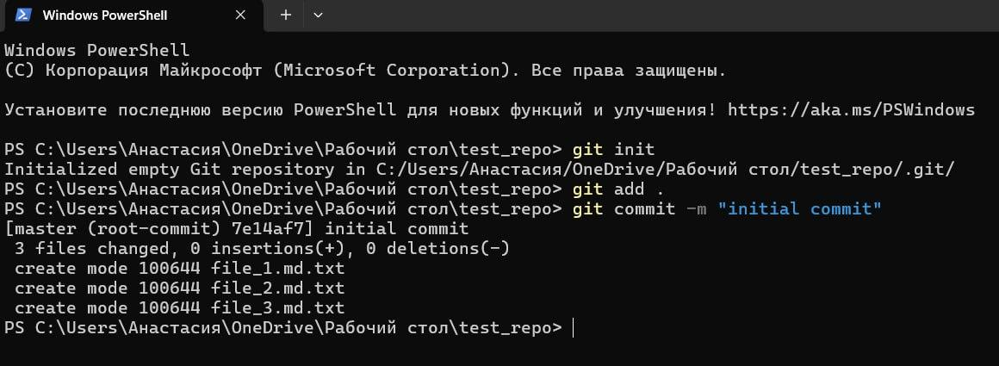 Windows PowerShell
Windows PowerShell
(C) Корпорация Майкрософт (Microsoft Corporation). Все права защищены.
Установите последнюю версию PowerShell для новых функций и улучшения! https://aka.ms/PSWindows
PS C:\Users\Анастасия\OneDrive\Рабочий стол\test_repo> git init
Initialized empty Git repository in C:/Users/Анастасия/OneDrive/Рабочий стол/test_repo/.git/
PS C:\Users\Анастасия\OneDrive\Рабочий стол\test_repo> git add .
PS C:\Users\Анастасия\OneDrive\Рабочий стол\test_repo> git commit -m "initial commit"
[master (root-commit) 7e14af7] initial commit
 3 files changed, 0 insertions(+), 0 deletions(-)
 create mode 100644 file_1.md.txt
 create mode 100644 file_2.md.txt
 create mode 100644 file_3.md.txt
PS C:\Users\Анастасия\OneDrive\Рабочий стол\test_repo>